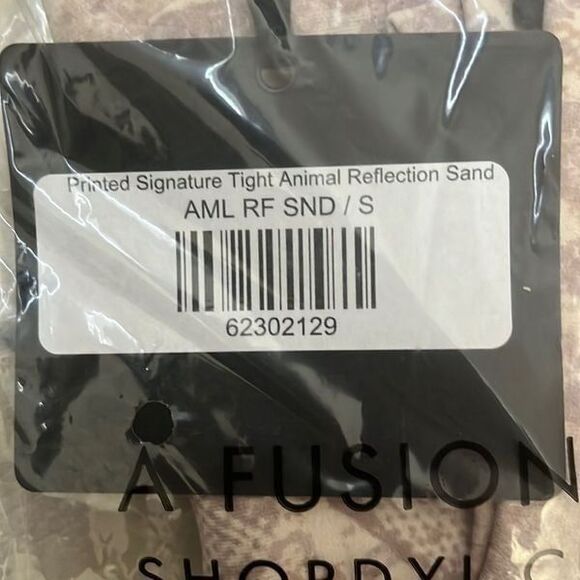 Printed Signature Tight Animal Reflection Sand
AML RF SND / S
62302129
A FUSION